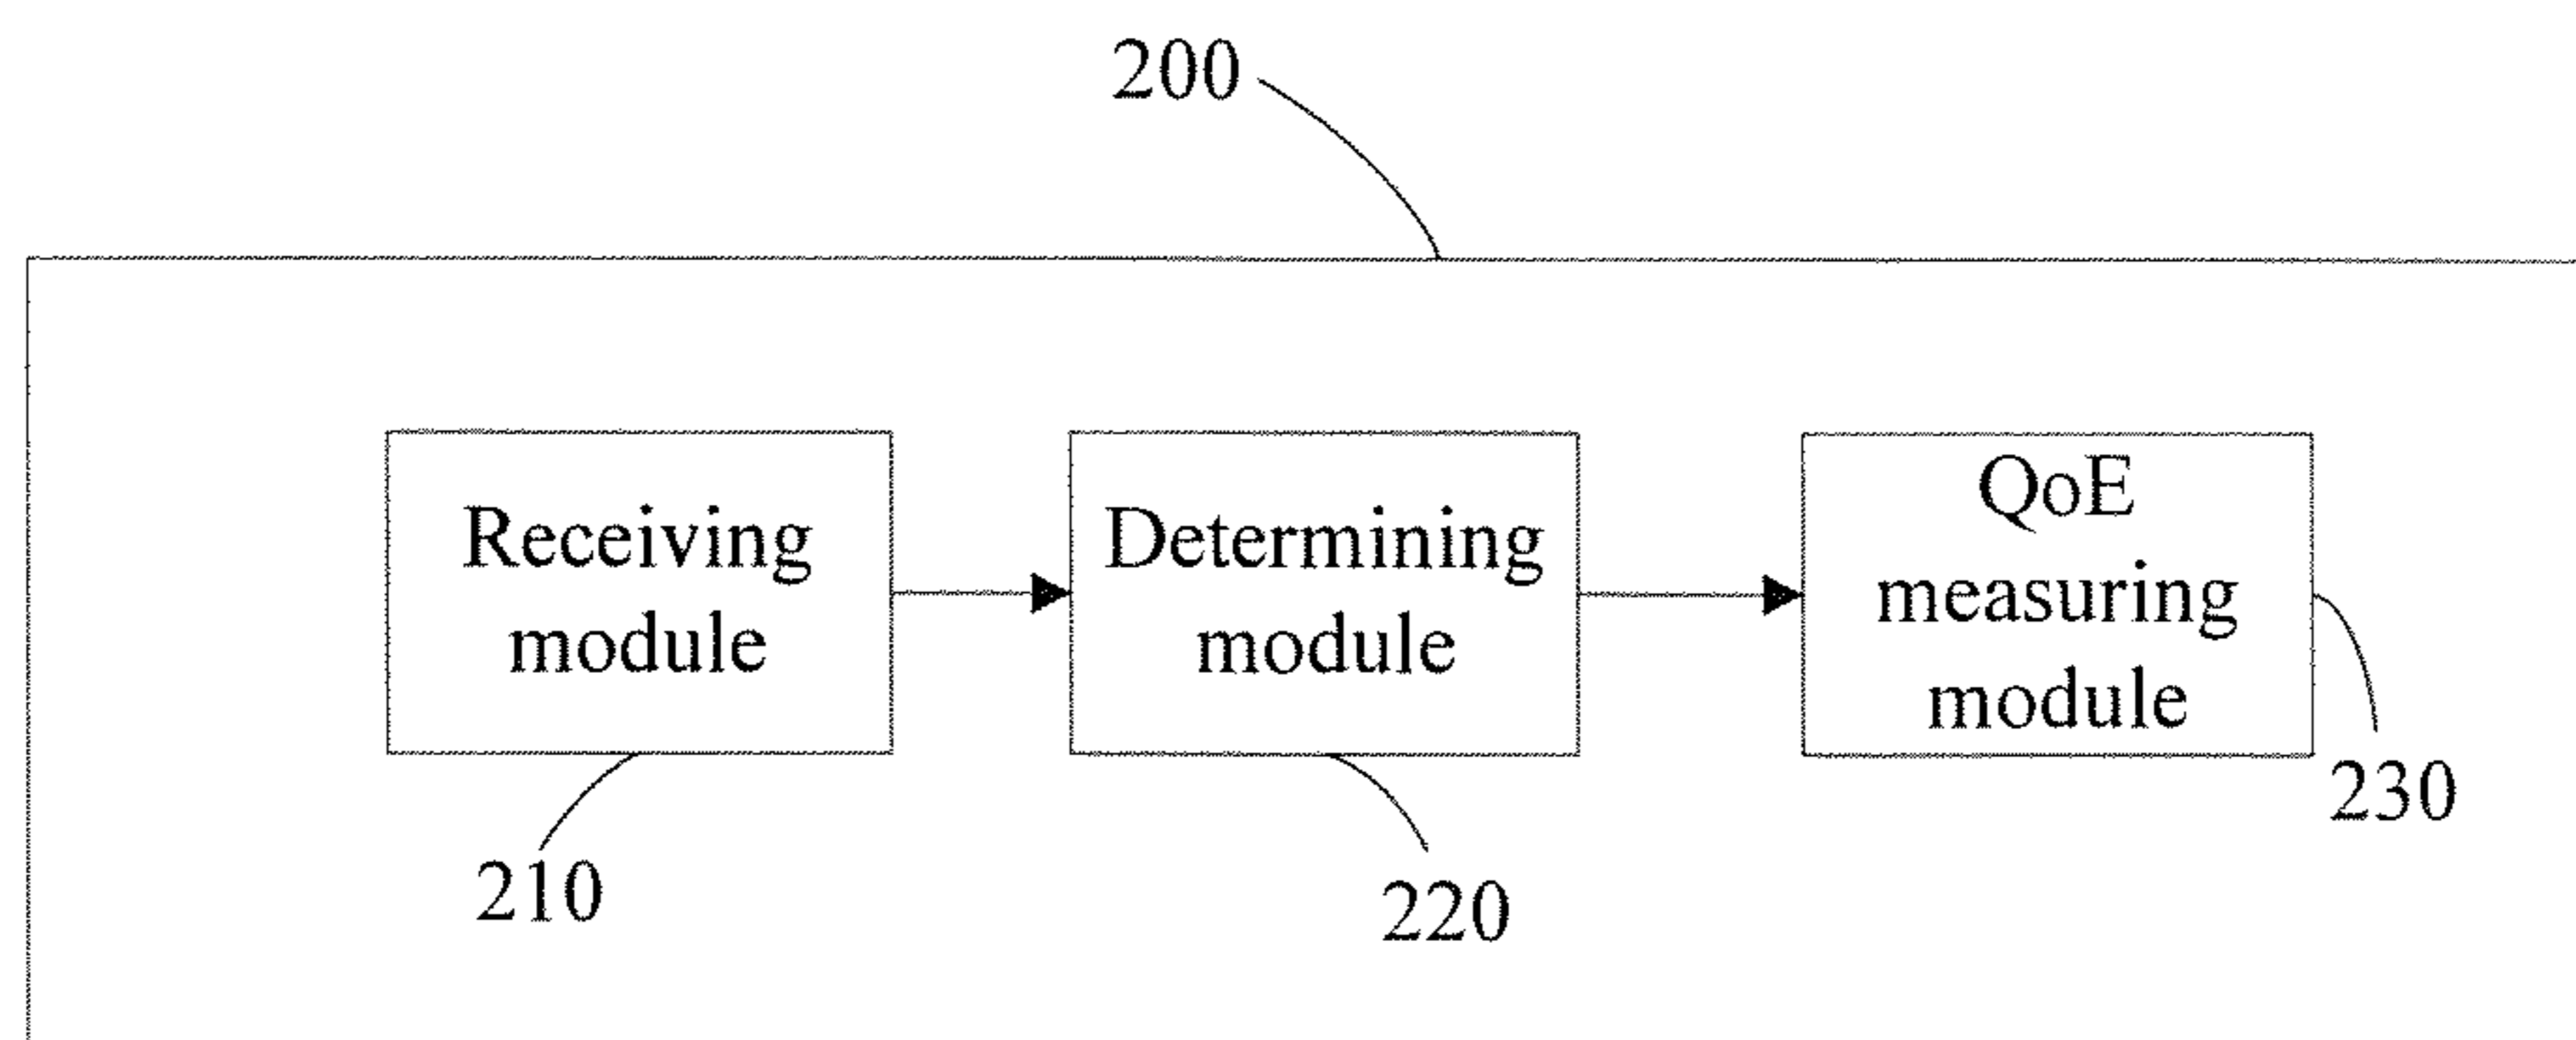 200
Receiving
module
Determining
module
QoE
measuring
module
210
220
230